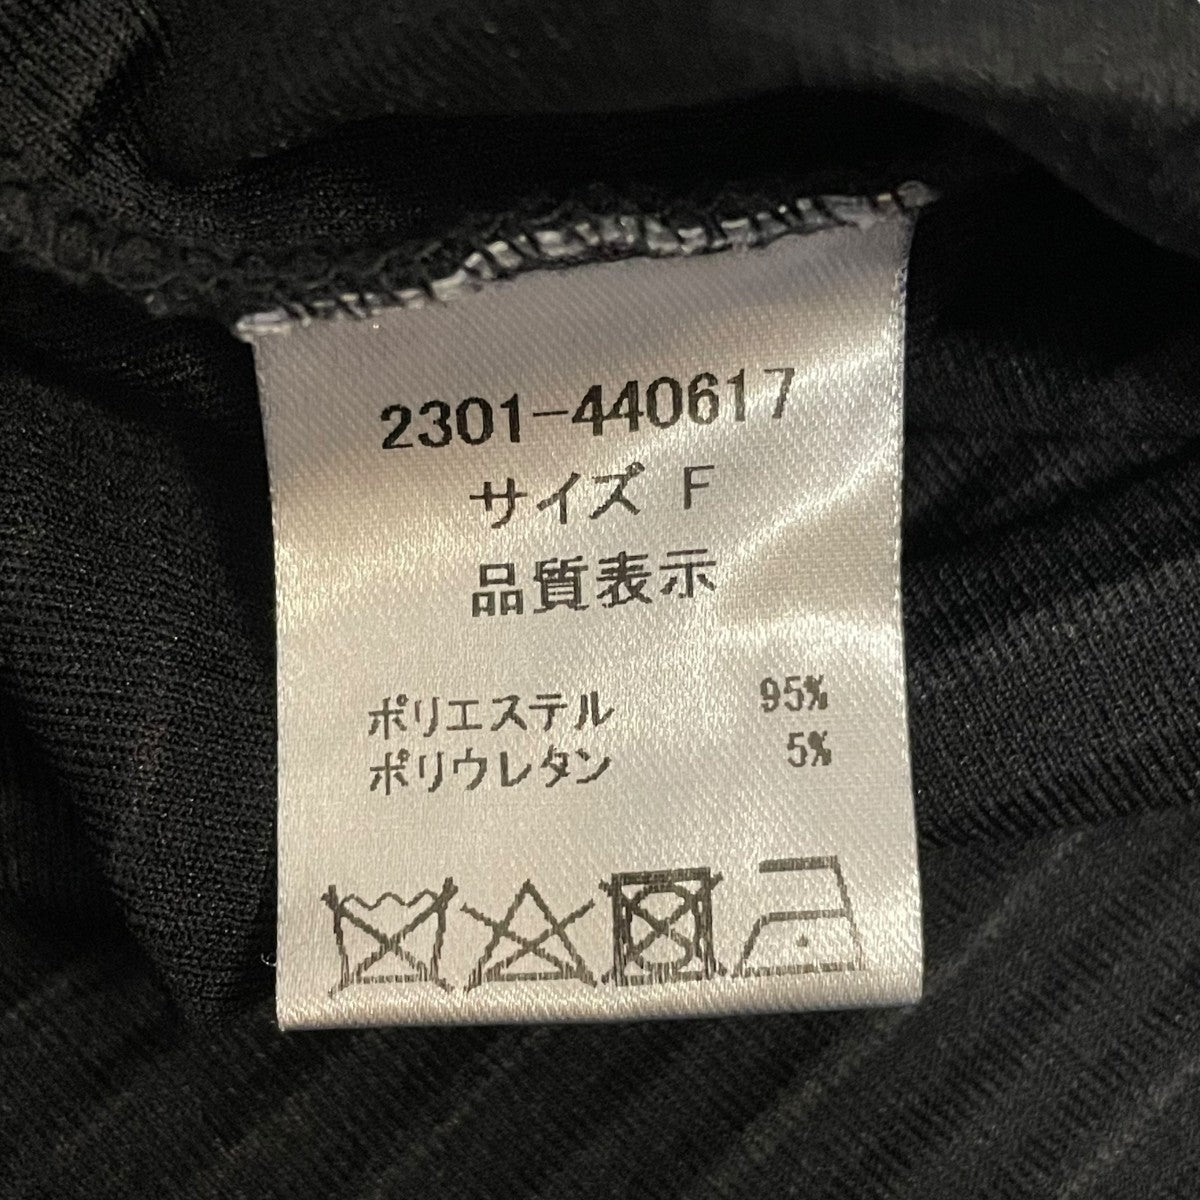 2301-440617
サイズ F
品質表示
ポリエステル 95%
ポリウレタン 5%